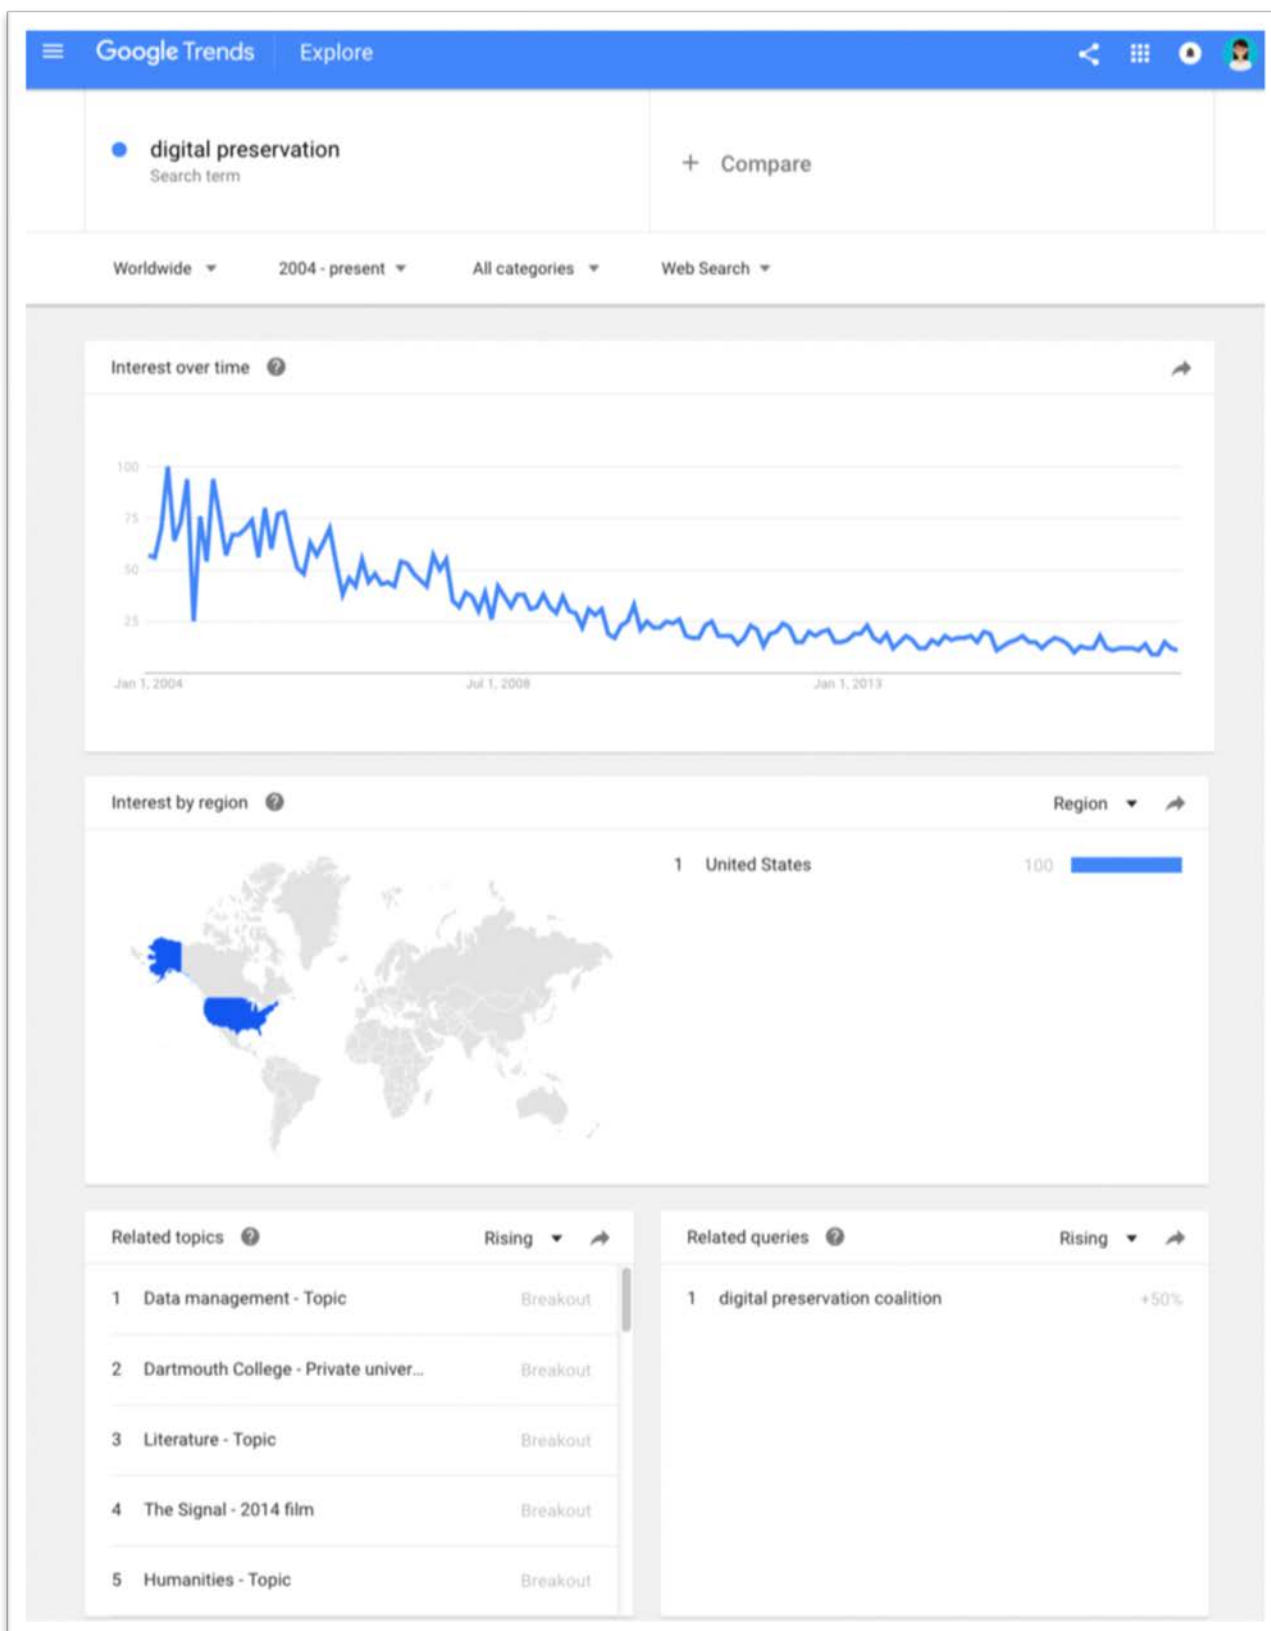 Google Trends Explore
digital preservation
Search term
+ Compare
Worldwide 2004 - present All categories Web Search
Interest over time ?
100
75
50
25
Jan 1, 2004 Jul 1, 2008 Jan 1, 2013
Interest by region ? Region
1 United States 100
Related topics ? Rising
1 Data management - Topic Breakout
2 Dartmouth College - Private univer... Breakout
3 Literature - Topic Breakout
4 The Signal - 2014 film Breakout
5 Humanities - Topic Breakout
Related queries ? Rising
1 digital preservation coalition +50%